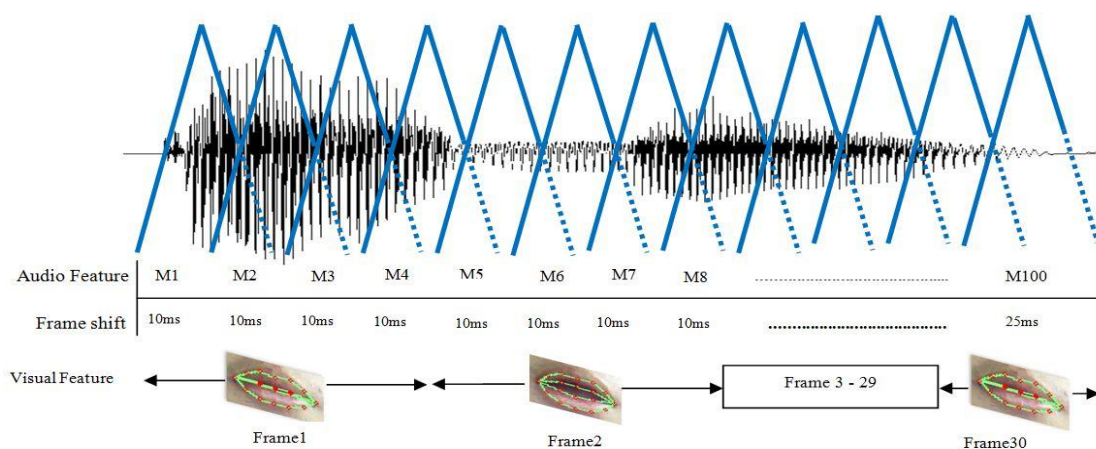 Audio Feature M1 M2 M3 M4 M5 M6 M7 M8 M100
Frame shift 10ms 10ms 10ms 10ms 10ms 10ms 10ms 10ms 25ms
Visual Feature Frame 3 - 29
Frame1 Frame2 Frame30